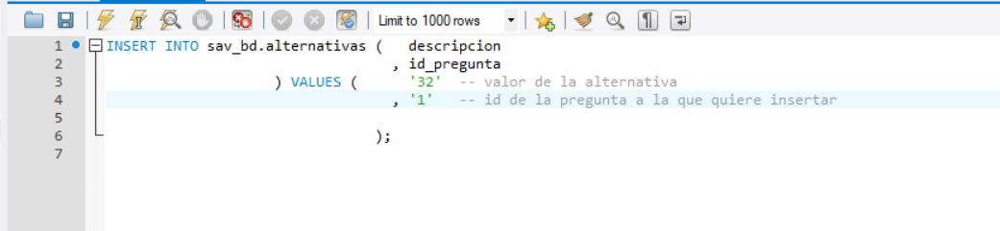 Limit to 1000 rows
1 INSERT INTO sav_bd.alternativas (   descripcion
2 , id_pregunta
3 ) VALUES (      '32'  -- valor de la alternativa
4 , '1'   -- id de la pregunta a la que quiere insertar
5
6 );
7